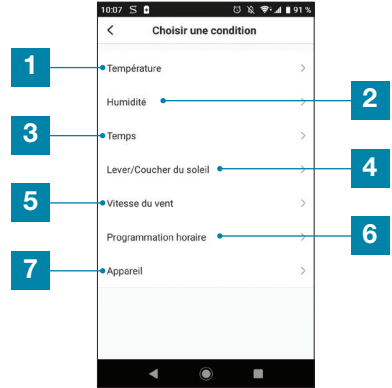 10:07 S 91 %
Choisir une condition
1 Température
Humidité 2
3 Temps
Lever/Coucher du soleil 4
5 Vitesse du vent
Programmation horaire 6
7 Appareil